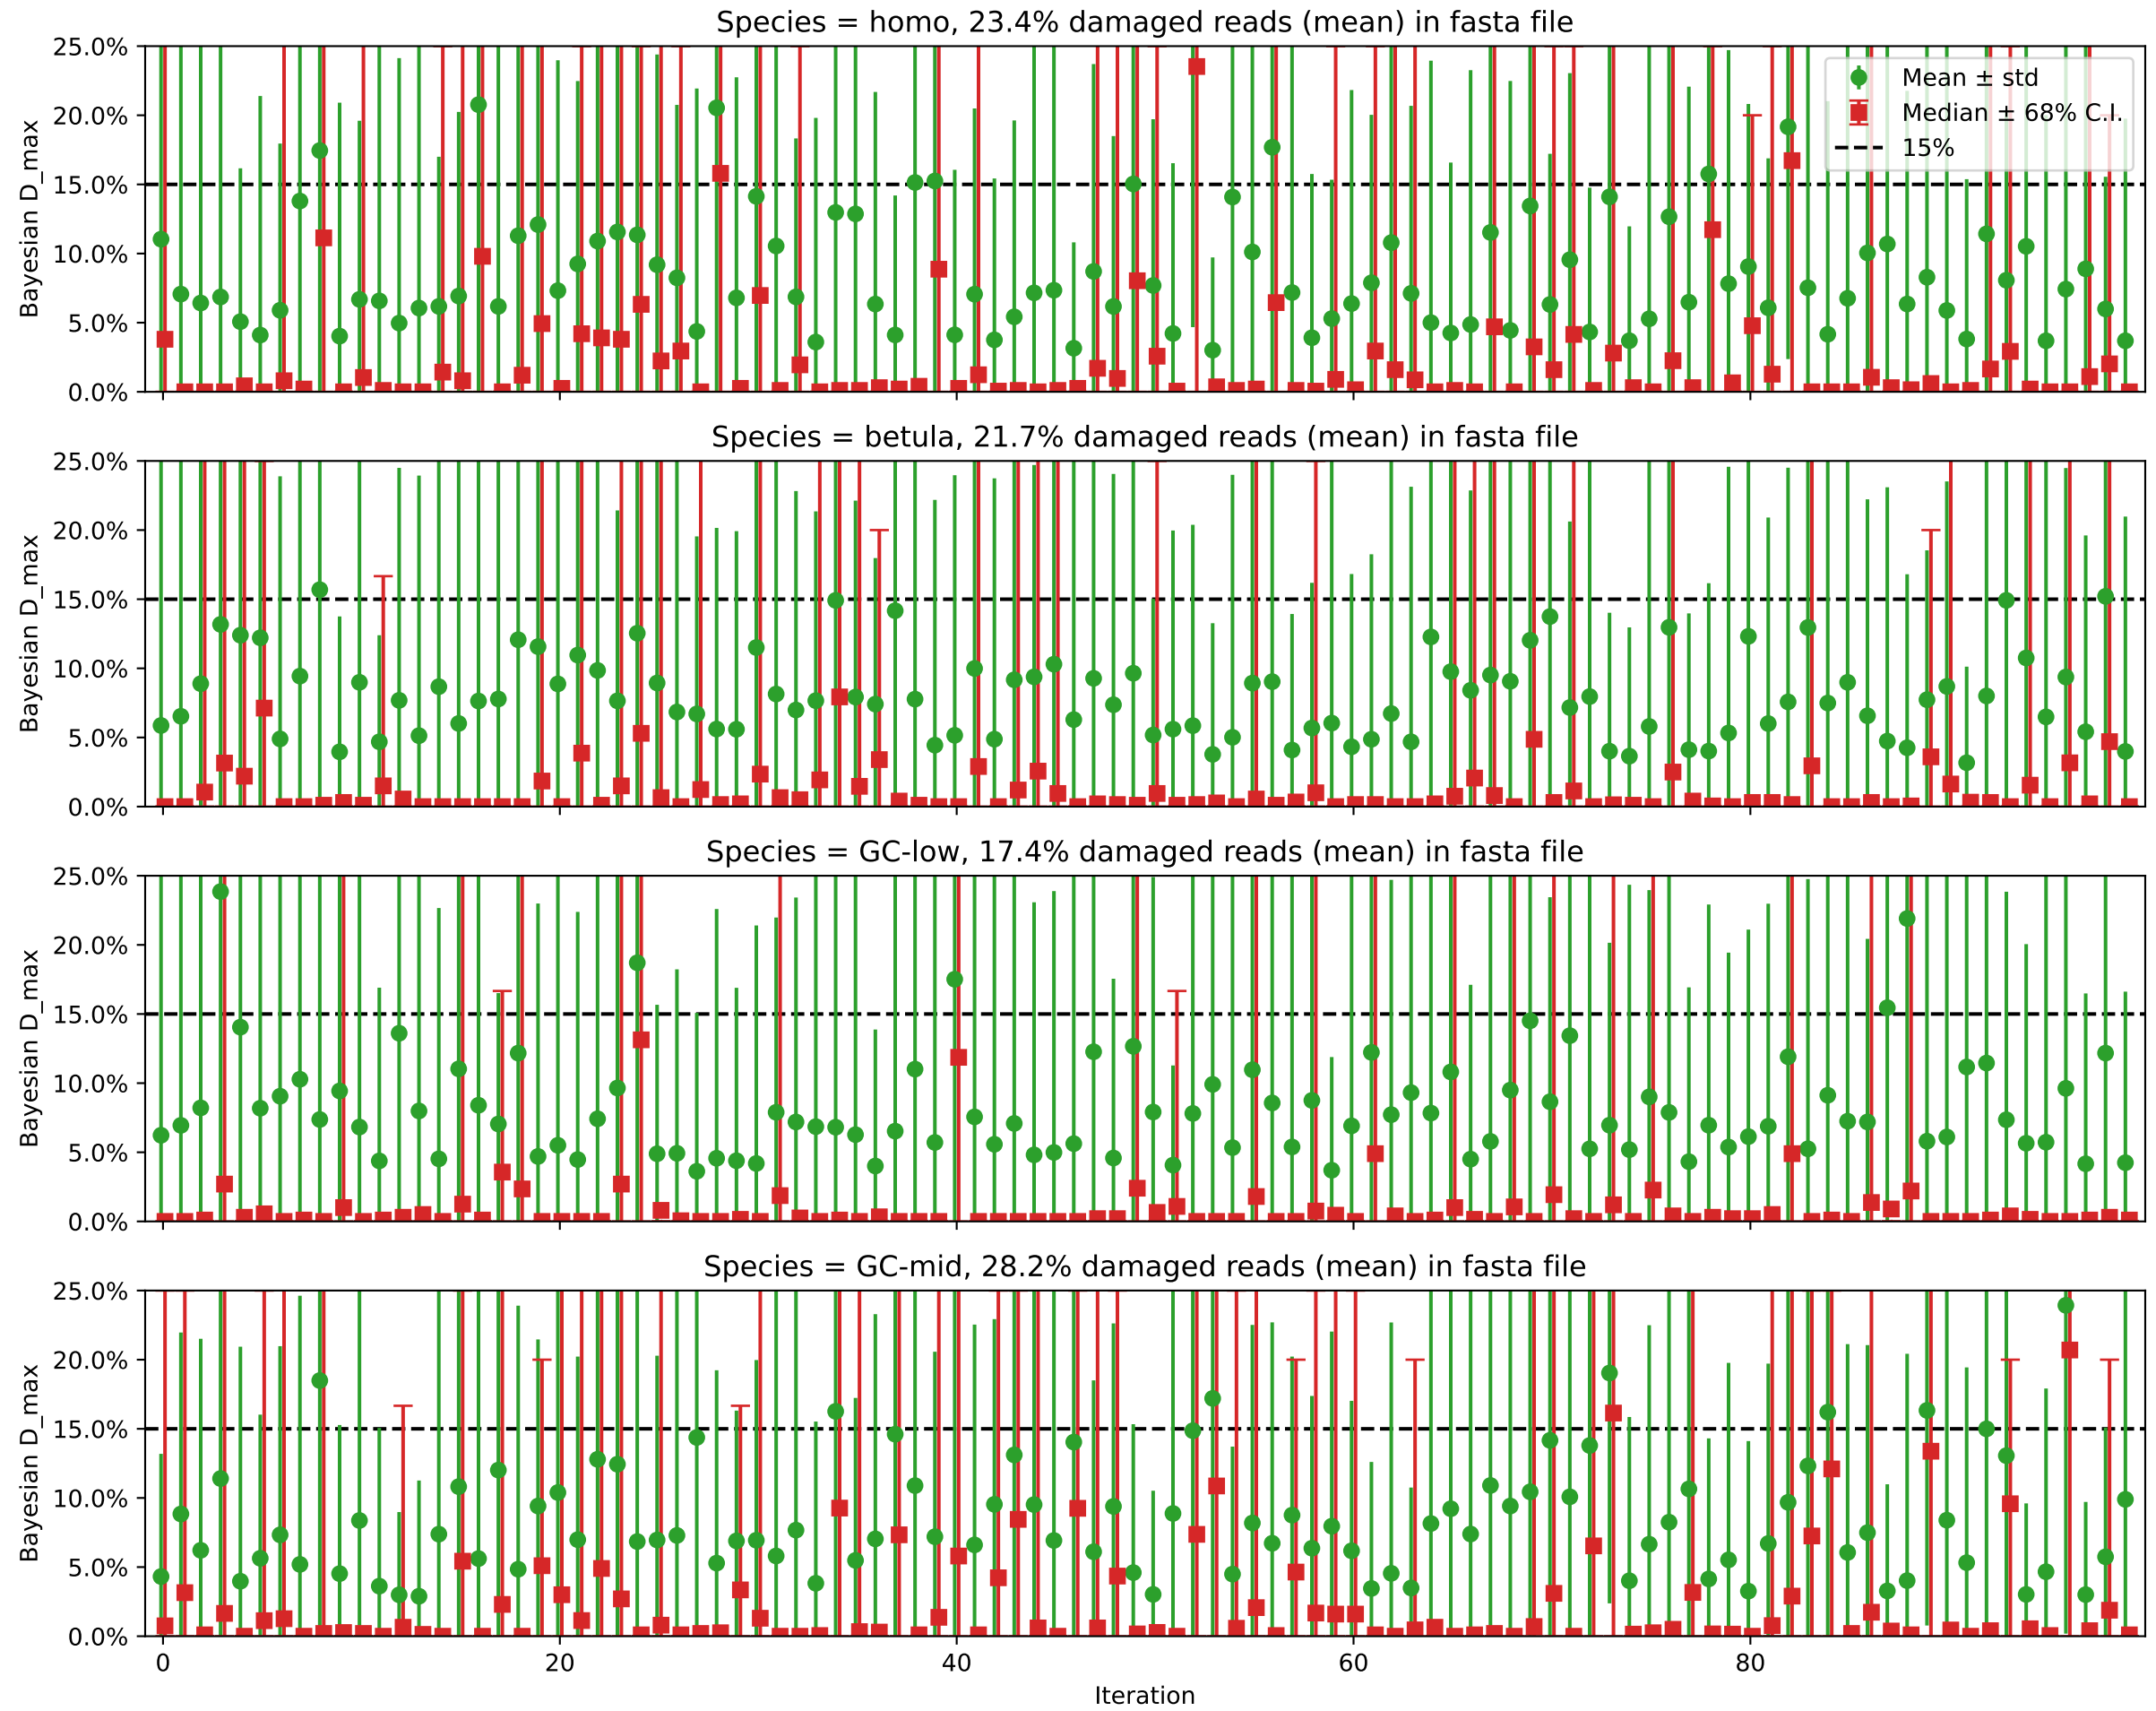 Species = homo, 23.4% damaged reads (mean) in fasta file
25.0%
20.0%
15.0%
10.0%
5.0%
0.0%
Bayesian D_max
Mean ± std
Median ± 68% C.I.
15%
Species = betula, 21.7% damaged reads (mean) in fasta file
25.0%
20.0%
15.0%
10.0%
5.0%
0.0%
Bayesian D_max
Species = GC-low, 17.4% damaged reads (mean) in fasta file
25.0%
20.0%
15.0%
10.0%
5.0%
0.0%
Bayesian D_max
Species = GC-mid, 28.2% damaged reads (mean) in fasta file
25.0%
20.0%
15.0%
10.0%
5.0%
0.0%
Bayesian D_max
0 20 40 60 80
Iteration